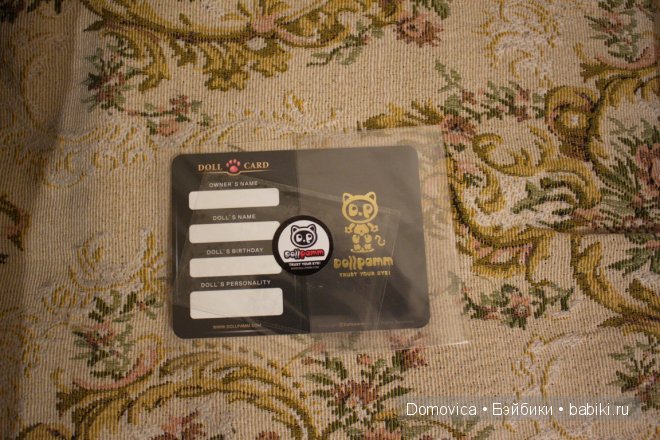 DOLL CARD
OWNER`S NAME
DOLL`S NAME
DOLL`S BIRTHDAY
DOLL`S PERSONALITY
WWW.DOLLPAMM.COM
Dollpamm
TRUST YOUR EYE!
Dollpamm
TRUST YOUR EYE!
Domovica • Бэйбики • babiki.ru